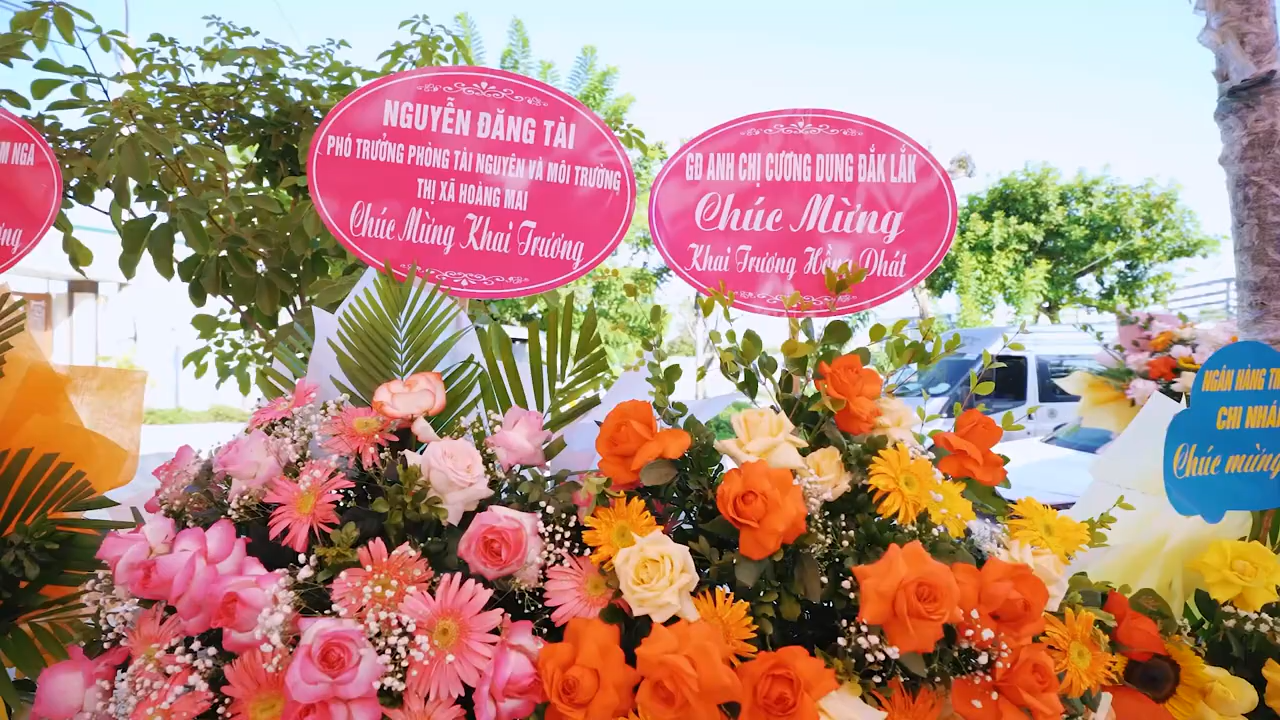 M NGA
NGUYỄN ĐĂNG TÀI
PHÓ TRƯỞNG PHÒNG TÀI NGUYÊN VÀ MÔI TRƯỜNG
THỊ XÃ HOÀNG MAI
Chúc Mừng Khai Trương
GĐ ANH CHỊ CƯƠNG DUNG ĐẮK LẮK
Chúc Mừng
Khai Trương Hồng Phát
NGÂN HÀNG
CHI NHÁ
Chúc mừng